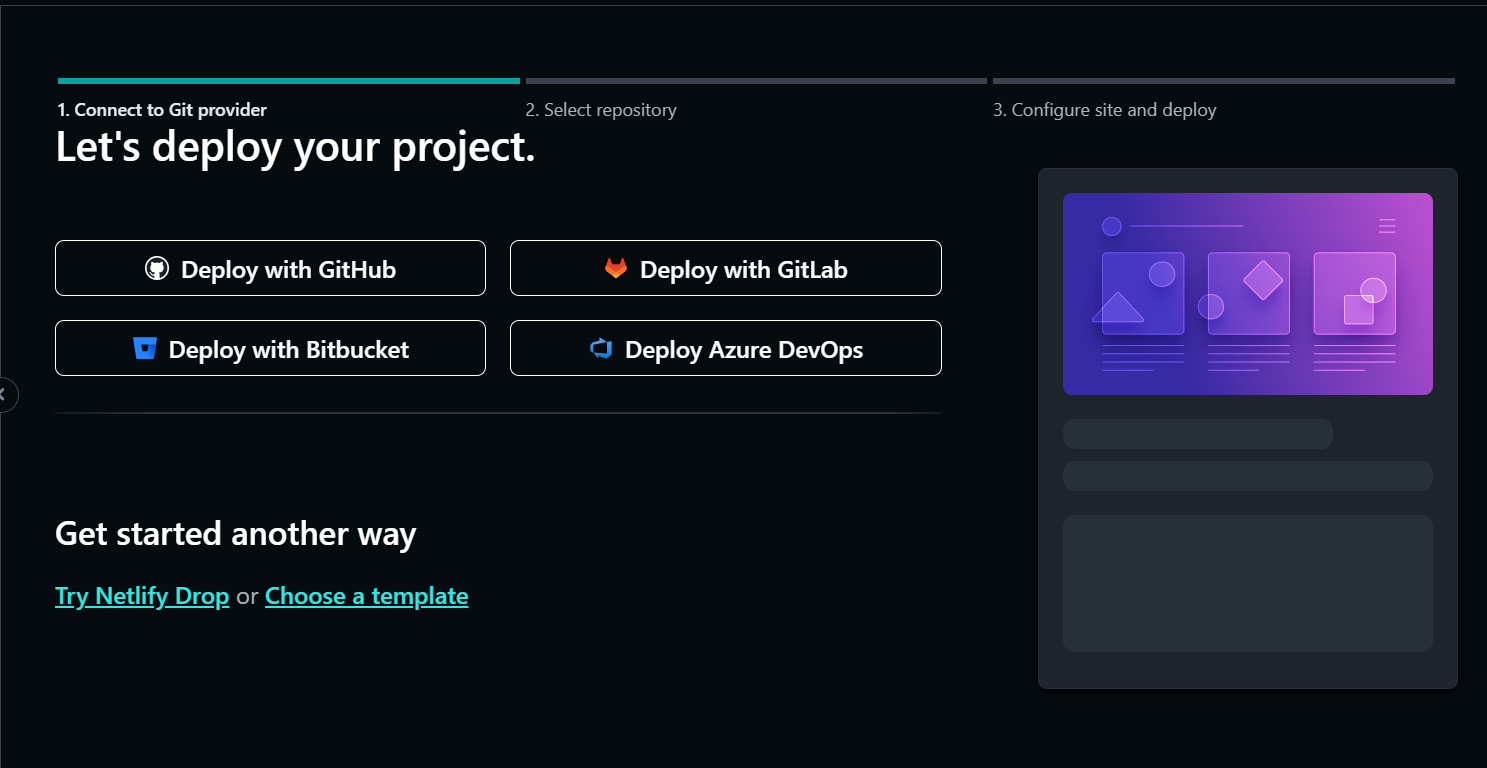 1. Connect to Git provider
2. Select repository
3. Configure site and deploy
Let's deploy your project.
Deploy with GitHub
Deploy with GitLab
Deploy with Bitbucket
Deploy Azure DevOps
Get started another way
Try Netlify Drop or Choose a template